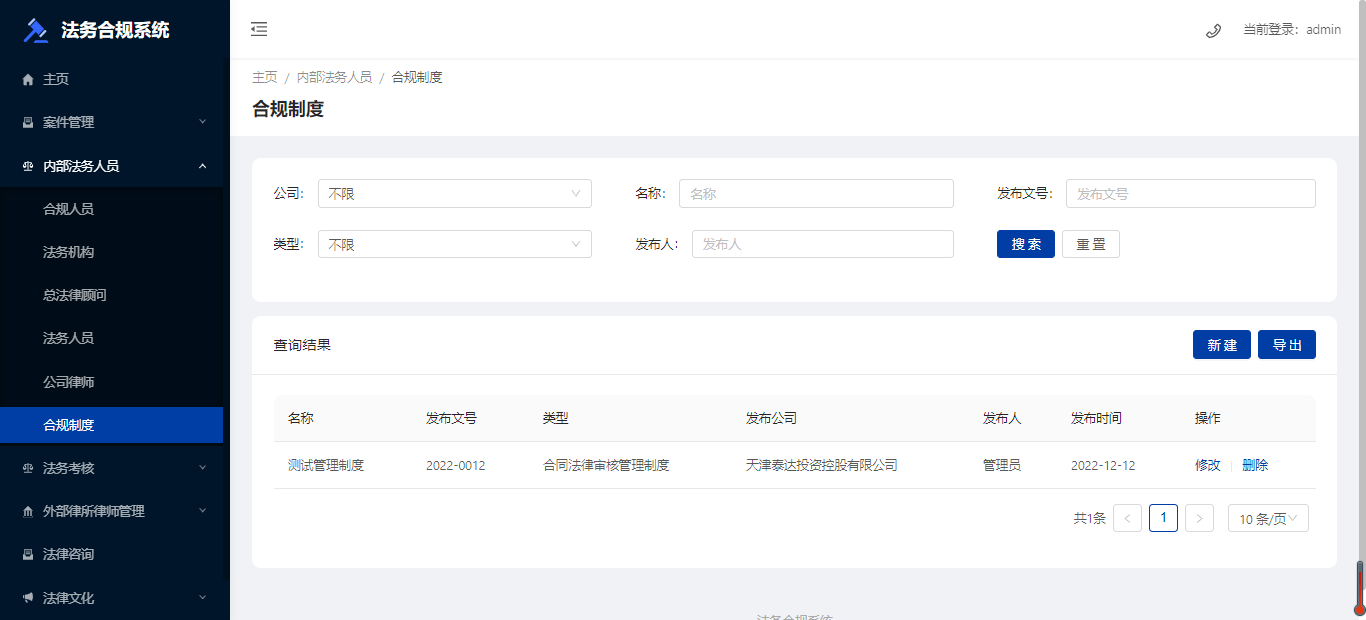 法务合规系统
当前登录：admin
主页
案件管理
内部法务人员
合规人员
法务机构
总法律顾问
法务人员
公司律师
合规制度
法务考核
外部律所律师管理
法律咨询
法律文化
主页 / 内部法务人员 / 合规制度
合规制度
公司： 不限 名称： 名称 发布文号： 发布文号
类型： 不限 发布人： 发布人 搜索 重置
查询结果 新建 导出
名称 发布文号 类型 发布公司 发布人 发布时间 操作
测试管理制度 2022-0012 合同法律审核管理制度 天津泰达投资控股有限公司 管理员 2022-12-12 修改 删除
共1条 < 1 > 10 条/页
法务合规系统